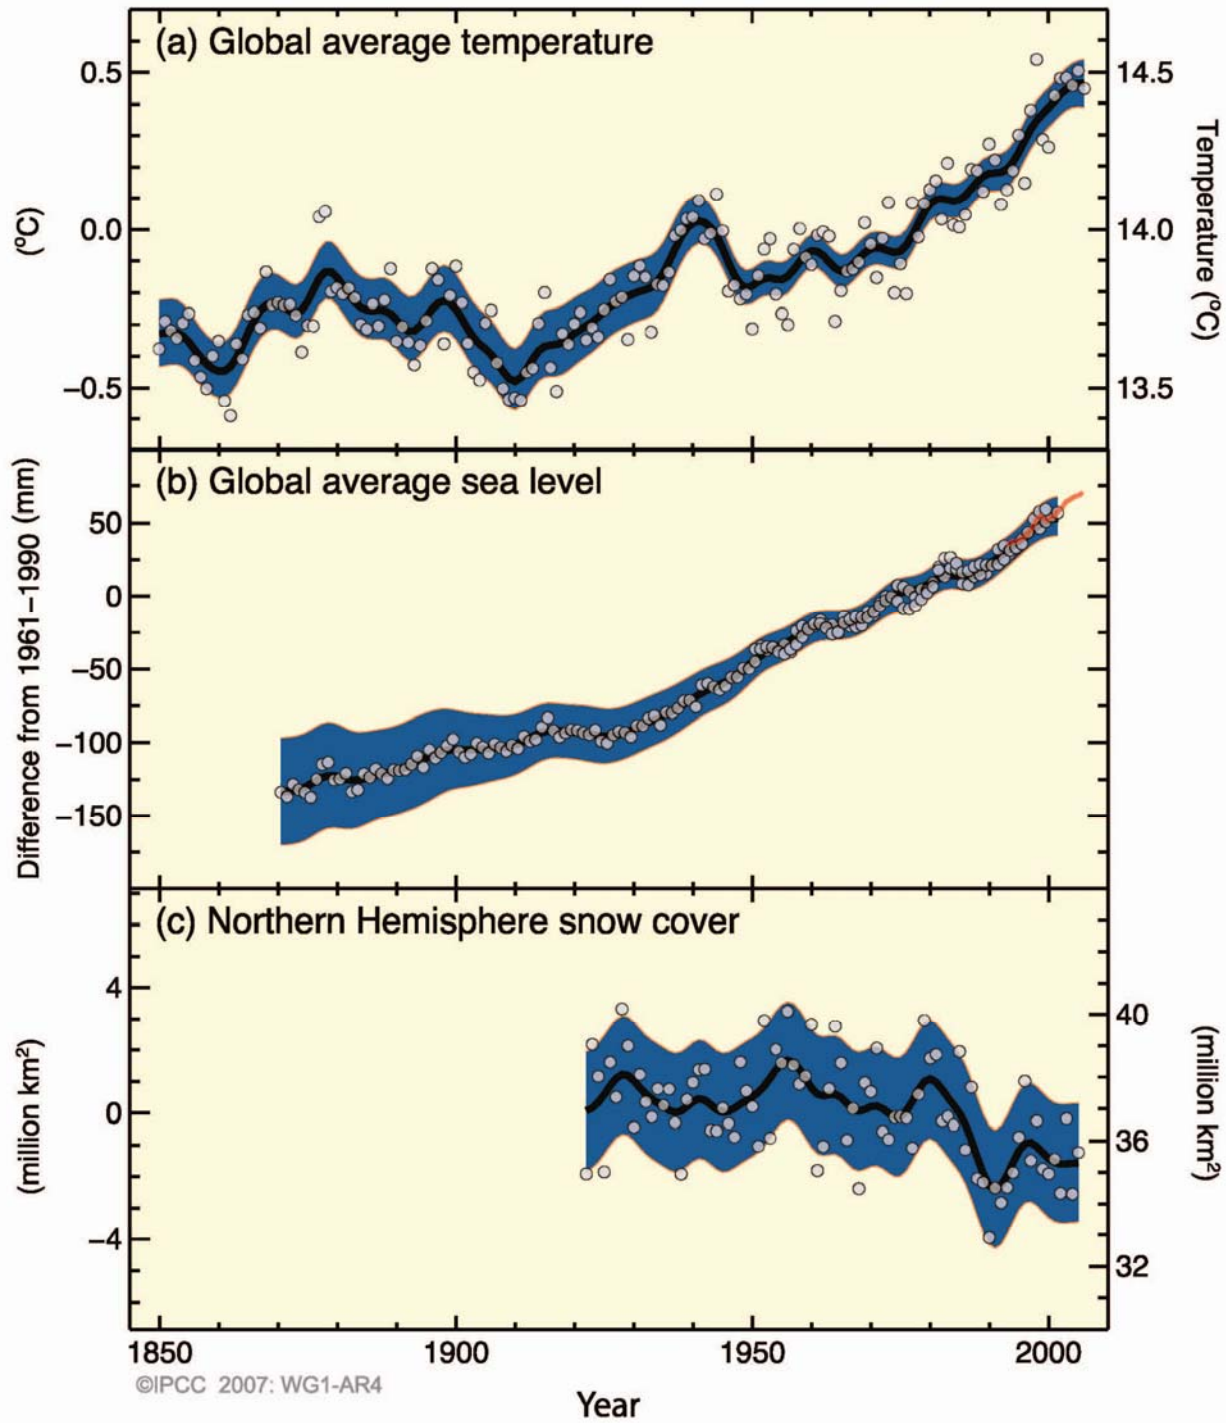 (a) Global average temperature
0.5
0.0
−0.5
(°C)
14.5
14.0
13.5
Temperature (°C)
(b) Global average sea level
50
0
−50
−100
−150
Difference from 1961−1990 (mm)
(c) Northern Hemisphere snow cover
4
0
−4
(million km²)
40
36
32
(million km²)
1850
1900
1950
2000
©IPCC 2007: WG1-AR4
Year